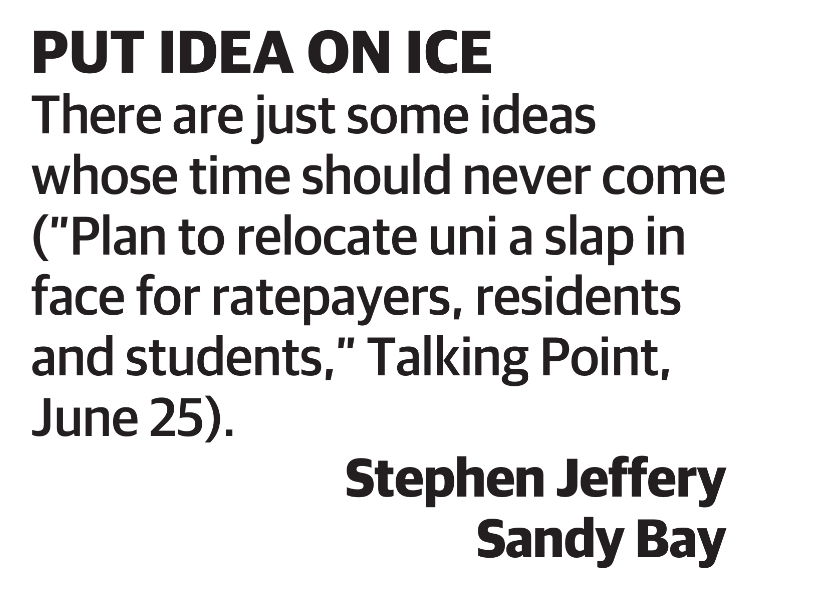 PUT IDEA ON ICE
There are just some ideas
whose time should never come
("Plan to relocate uni a slap in
face for ratepayers, residents
and students," Talking Point,
June 25).
Stephen Jeffery
Sandy Bay